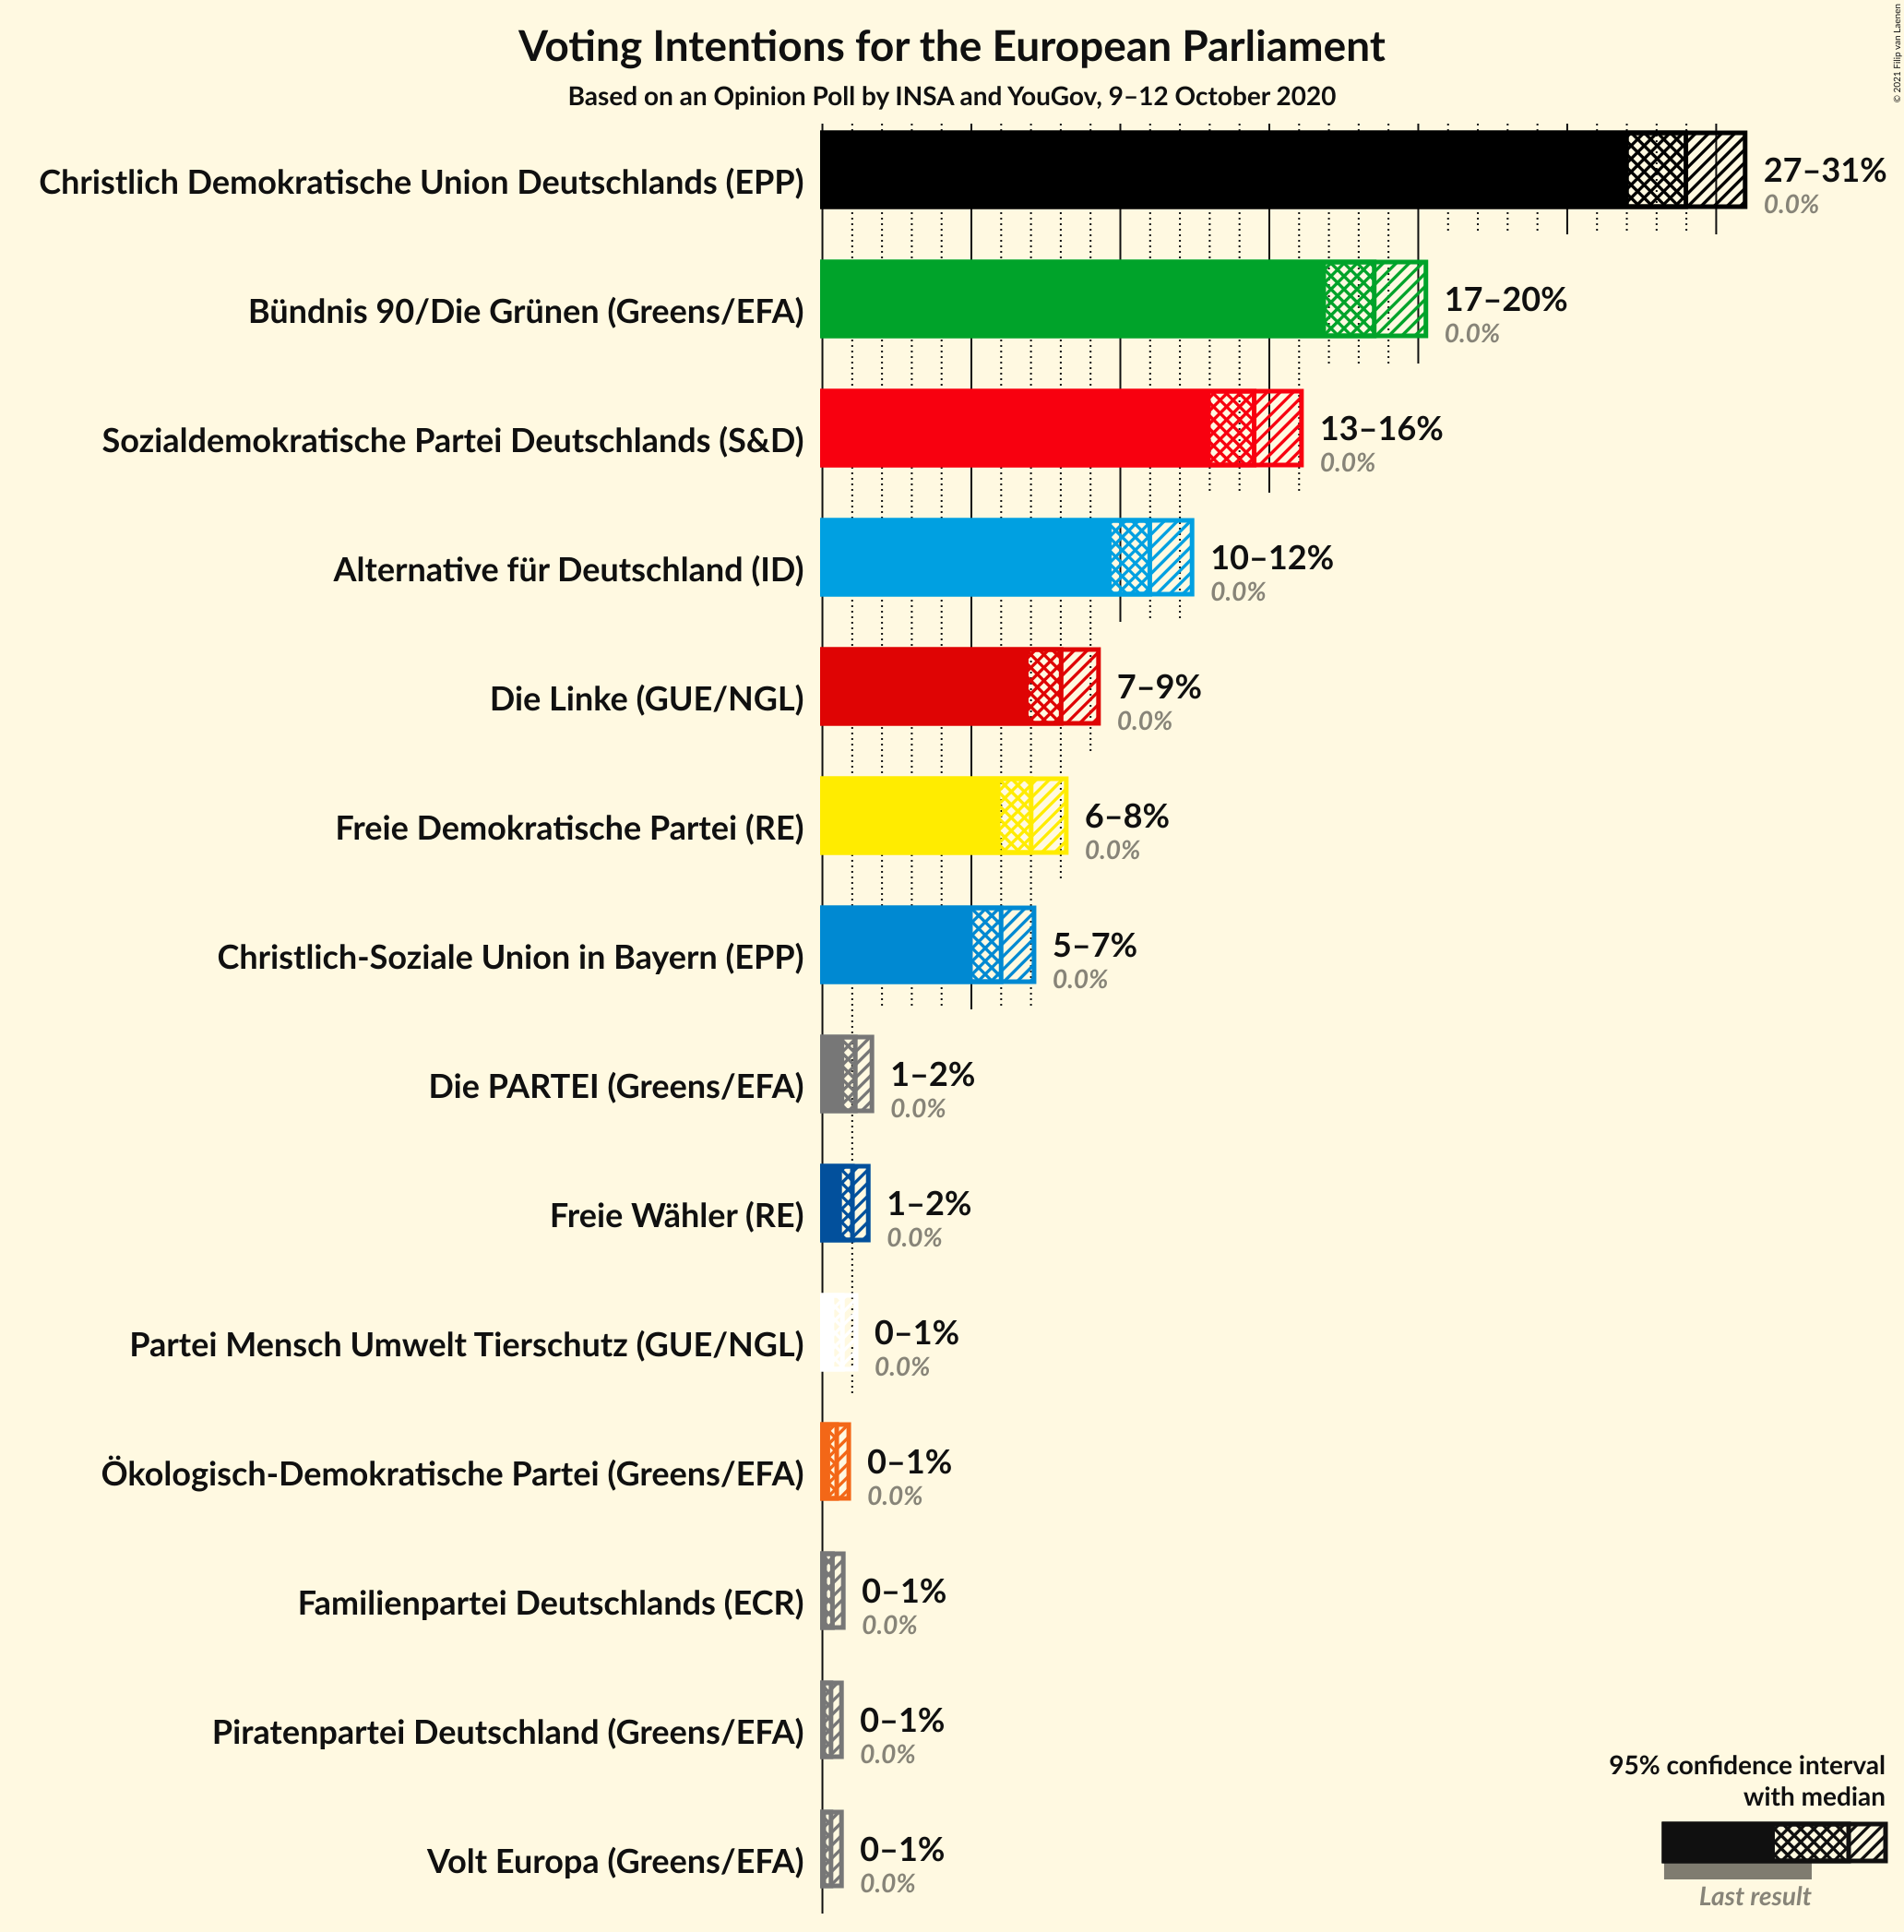 Voting Intentions for the European Parliament
Based on an Opinion Poll by INSA and YouGov, 9–12 October 2020
© 2021 Filip van Laenen
Christlich Demokratische Union Deutschlands (EPP)
27–31%
0.0%
Bündnis 90/Die Grünen (Greens/EFA)
17–20%
0.0%
Sozialdemokratische Partei Deutschlands (S&D)
13–16%
0.0%
Alternative für Deutschland (ID)
10–12%
0.0%
Die Linke (GUE/NGL)
7–9%
0.0%
Freie Demokratische Partei (RE)
6–8%
0.0%
Christlich-Soziale Union in Bayern (EPP)
5–7%
0.0%
Die PARTEI (Greens/EFA)
1–2%
0.0%
Freie Wähler (RE)
1–2%
0.0%
Partei Mensch Umwelt Tierschutz (GUE/NGL)
0–1%
0.0%
Ökologisch-Demokratische Partei (Greens/EFA)
0–1%
0.0%
Familienpartei Deutschlands (ECR)
0–1%
0.0%
Piratenpartei Deutschland (Greens/EFA)
0–1%
0.0%
Volt Europa (Greens/EFA)
0–1%
0.0%
95% confidence interval
with median
Last result